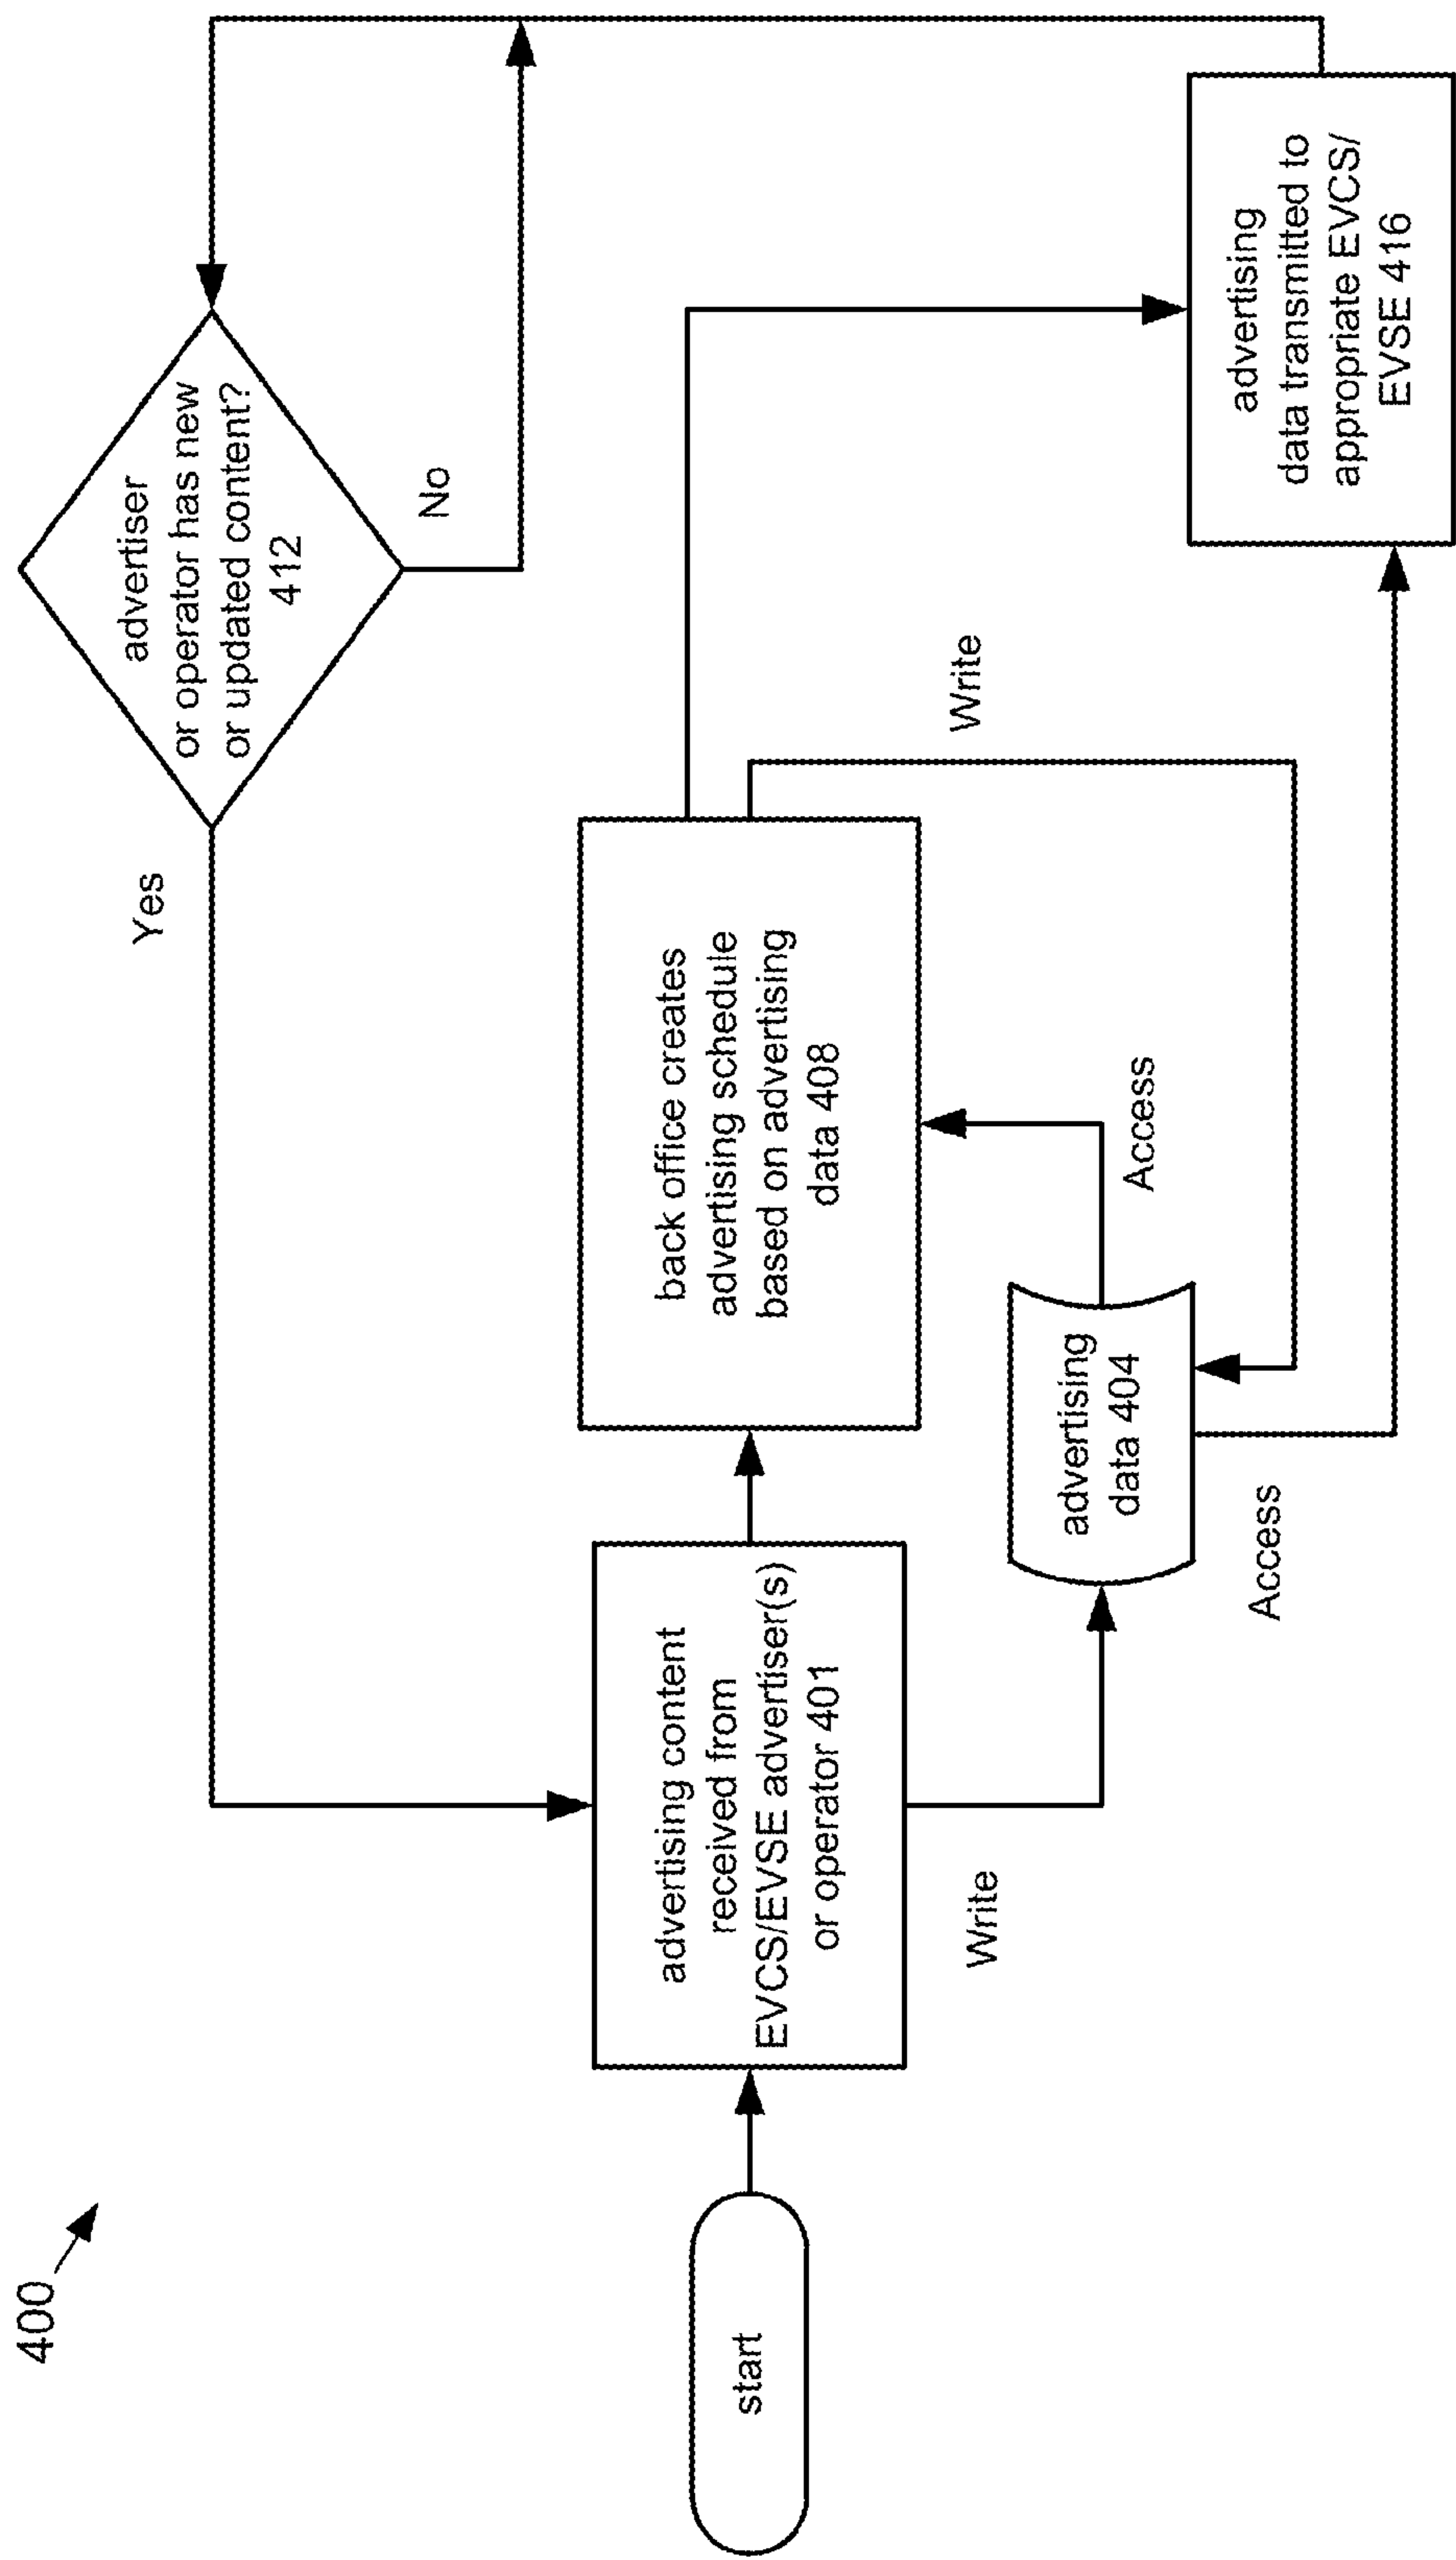 400
start
advertising content
received from
EVCS/EVSE advertiser(s)
or operator 401
Write
back office creates
advertising schedule
based on advertising
data 408
advertising
data 404
Access
Access
Write
Yes
advertiser
or operator has new
or updated content?
412
No
advertising
data transmitted to
appropriate EVCS/
EVSE 416